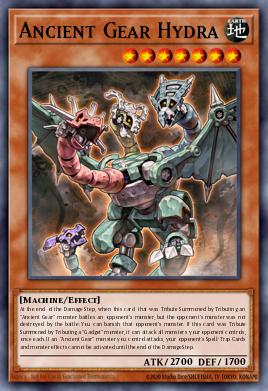 ANCIENT GEAR HYDRA
EARTH
地
[MACHINE/EFFECT]
At the end of the Damage Step, when this card that was Tribute Summoned by Tributing an
"Ancient Gear" monster battles an opponent's monster, but the opponent's monster was not
destroyed by the battle: You can banish that opponent's monster. If this card was Tribute
Summoned by Tributing a "Gadget" monster, it can attack all monsters your opponent controls,
once each. If an "Ancient Gear" monster you control attacks, your opponent's Spell/Trap Cards
and monster effects cannot be activated until the end of the Damage Step.
ATK/2700 DEF/1700
©2020 Studio Dice/SHUEISHA, TV TOKYO, KONAMI